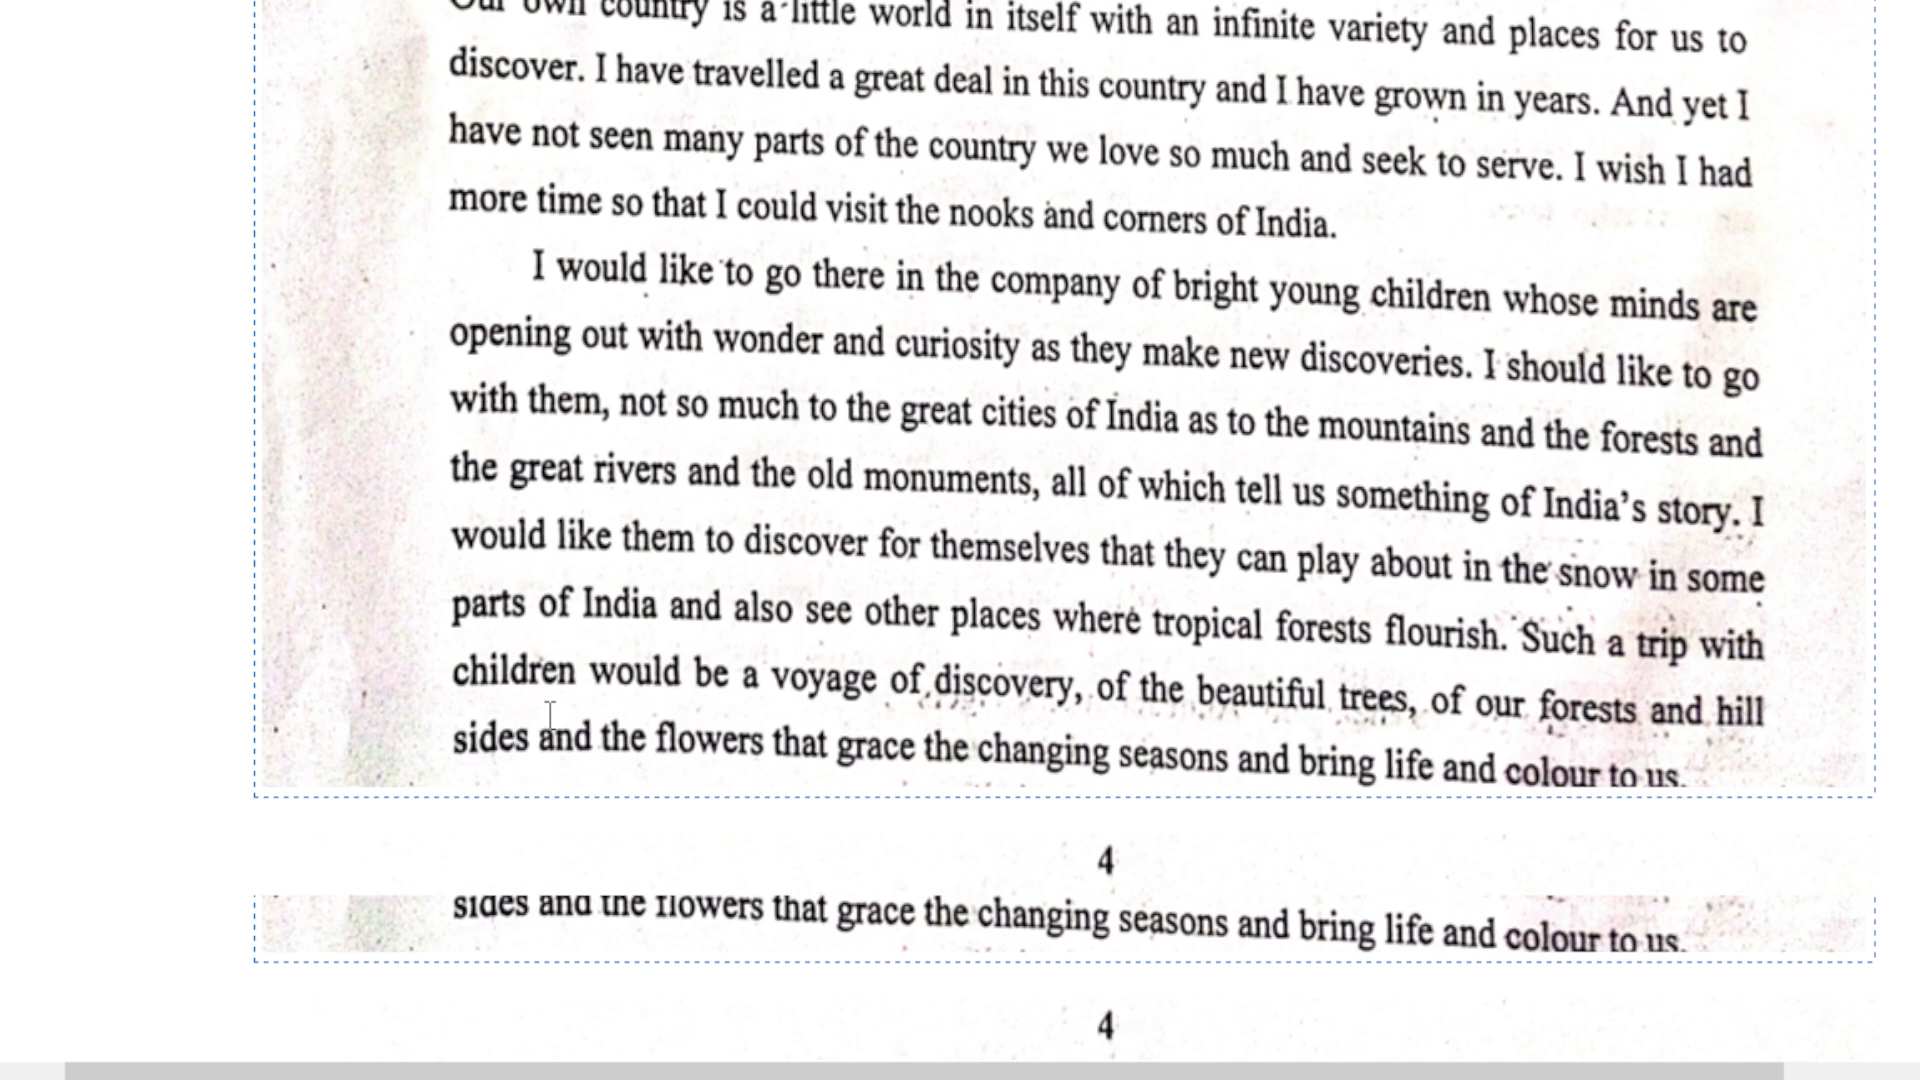 Our own country is a little world in itself with an infinite variety and places for us to
discover. I have travelled a great deal in this country and I have grown in years. And yet I
have not seen many parts of the country we love so much and seek to serve. I wish I had
more time so that I could visit the nooks and corners of India.
I would like to go there in the company of bright young children whose minds are
opening out with wonder and curiosity as they make new discoveries. I should like to go
with them, not so much to the great cities of India as to the mountains and the forests and
the great rivers and the old monuments, all of which tell us something of India's story. I
would like them to discover for themselves that they can play about in the snow in some
parts of India and also see other places where tropical forests flourish. Such a trip with
children would be a voyage of discovery, of the beautiful trees, of our forests and hill
sides and the flowers that grace the changing seasons and bring life and colour to us.
4
sides and the flowers that grace the changing seasons and bring life and colour to us.
4